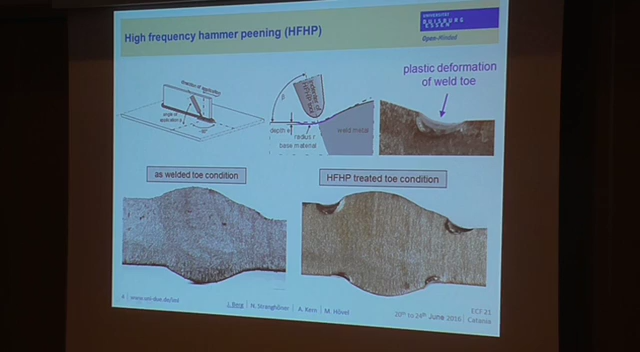 High frequency hammer peening (HFHP)
UNIVERSITÄT
DUISBURG
ESSEN
Open-Minded
plastic deformation
of weld toe
direction of application
angle of
application
depth
radius r
base material
weld metal
as welded toe condition
HFHP treated toe condition
www.uni-due.de/iml
J. Berg | N. Stranghöner | A. Kern | M. Hövel
20th to 24th June 2016
ECF 21
Catania